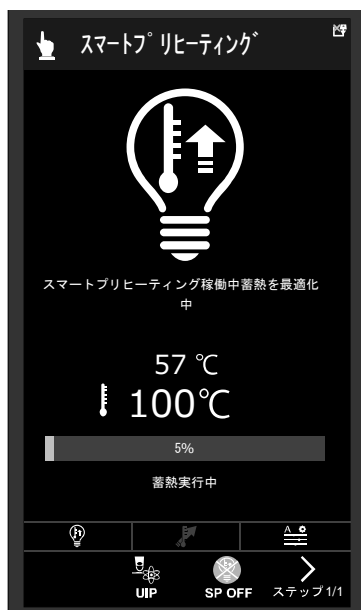 スマートプリヒーティング
スマートプリヒーティング稼働中蓄熱を最適化
中
57 ℃
100℃
5%
蓄熱実行中
UIP
SP OFF
ステップ1/1